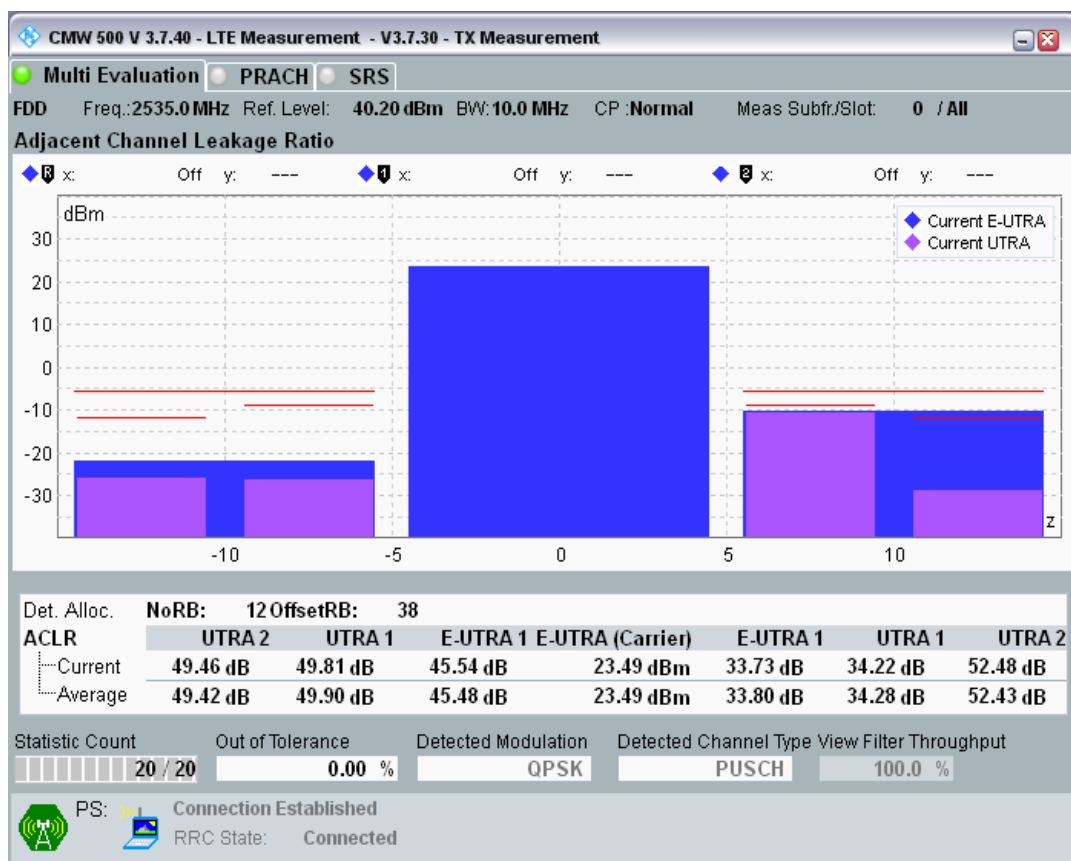 CMW 500 V 3.7.40 - LTE Measurement - V3.7.30 - TX Measurement
Multi Evaluation PRACH SRS
FDD Freq.:2535.0 MHz Ref. Level: 40.20 dBm BW:10.0 MHz CP :Normal Meas Subfr./Slot: 0 / All
Adjacent Channel Leakage Ratio
R x: Off y: --- 1 x: Off y: --- 2 x: Off y: ---
dBm
Current E-UTRA
Current UTRA
30
20
10
0
-10
-20
-30
z
-10 -5 0 5 10
Det. Alloc. NoRB: 12 OffsetRB: 38
ACLR UTRA 2 UTRA 1 E-UTRA 1 E-UTRA (Carrier) E-UTRA 1 UTRA 1 UTRA 2
Current 49.46 dB 49.81 dB 45.54 dB 23.49 dBm 33.73 dB 34.22 dB 52.48 dB
Average 49.42 dB 49.90 dB 45.48 dB 23.49 dBm 33.80 dB 34.28 dB 52.43 dB
Statistic Count Out of Tolerance Detected Modulation Detected Channel Type View Filter Throughput
20 / 20 0.00 % QPSK PUSCH 100.0 %
PS: Connection Established
RRC State: Connected